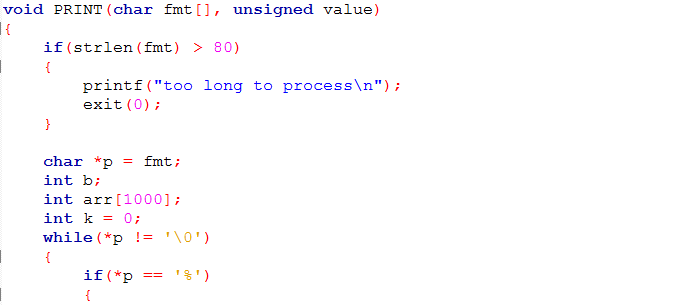 void PRINT(char fmt[], unsigned value)
{
    if(strlen(fmt) > 80)
    {
        printf("too long to process\n");
        exit(0);
    }

    char *p = fmt;
    int b;
    int arr[1000];
    int k = 0;
    while(*p != '\0')
    {
        if(*p == '%')
        {